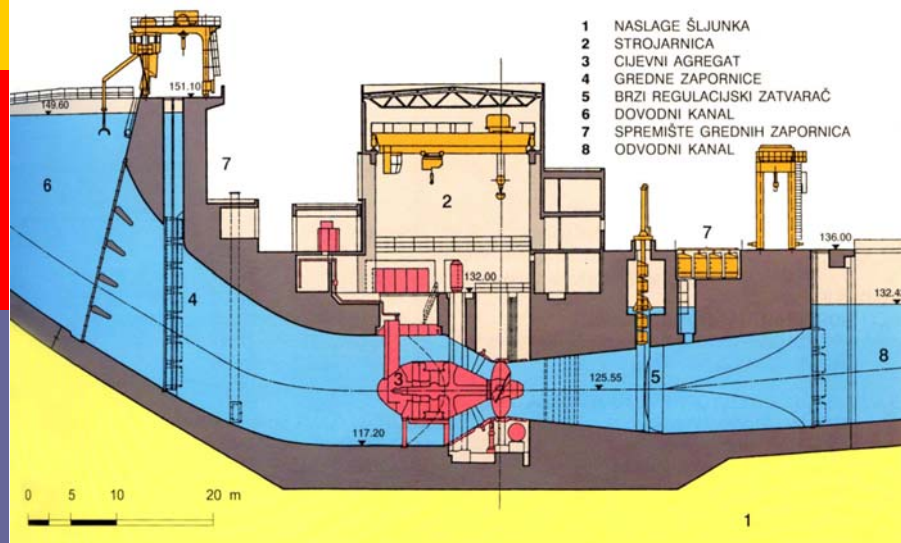 1 NASLAGE ŠLJUNKA
2 STROJARNICA
3 CIJEVNI AGREGAT
4 GREDNE ZAPORNICE
5 BRZI REGULACIJSKI ZATVARAČ
6 DOVODNI KANAL
7 SPREMIŠTE GREDNIH ZAPORNICA
8 ODVODNI KANAL
149.60
151.10
7
6
2
7
136.00
132.00
4
3
125.55
5
8
117.20
0 5 10 20 m
1